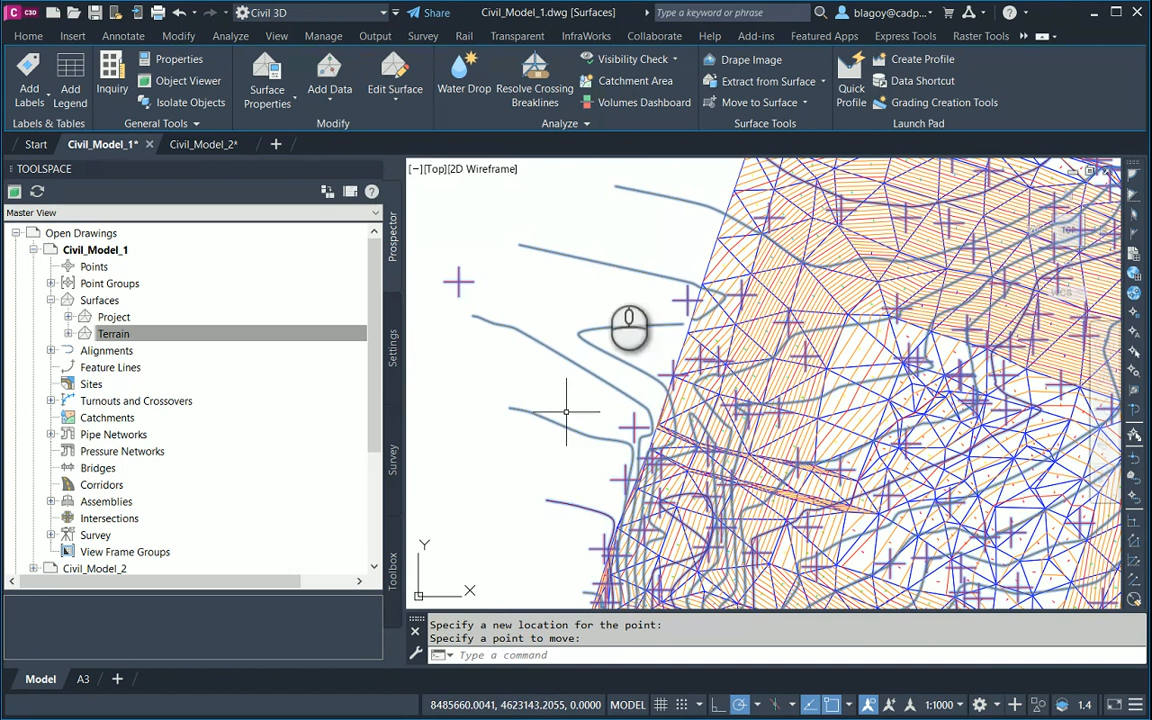 C3D Civil 3D Share Civil_Model_1.dwg [Surfaces] Type a keyword or phrase blagoy@cadp...
Home Insert Annotate Modify Analyze View Manage Output Survey Rail Transparent InfraWorks Collaborate Help Add-ins Featured Apps Express Tools Raster Tools
Add Labels
Add Legend
Labels & Tables
Inquiry
Properties
Object Viewer
Isolate Objects
General Tools
Surface Properties
Add Data
Edit Surface
Modify
Water Drop
Resolve Crossing Breaklines
Visibility Check
Catchment Area
Volumes Dashboard
Analyze
Drape Image
Extract from Surface
Move to Surface
Surface Tools
Quick Profile
Create Profile
Data Shortcut
Grading Creation Tools
Launch Pad
Start Civil_Model_1* Civil_Model_2*
TOOLSPACE
Master View
Open Drawings
Civil_Model_1
Points
Point Groups
Surfaces
Project
Terrain
Alignments
Feature Lines
Sites
Turnouts and Crossovers
Catchments
Pipe Networks
Pressure Networks
Bridges
Corridors
Assemblies
Intersections
Survey
View Frame Groups
Civil_Model_2
Prospector
Settings
Survey
Toolbox
[−][Top][2D Wireframe]
TOP
WCS
Y
X
Specify a new location for the point:
Specify a point to move:
Type a command
Model A3
8485660.0041, 4623143.2055, 0.0000 MODEL 1:1000 1.4